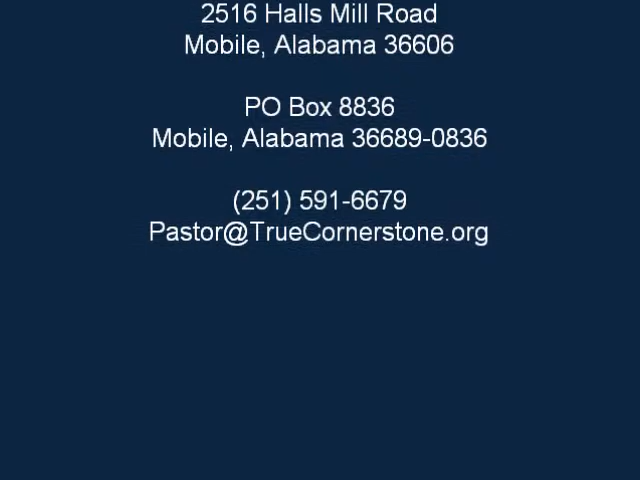 2516 Halls Mill Road
Mobile, Alabama 36606
PO Box 8836
Mobile, Alabama 36689-0836
(251) 591-6679
Pastor@TrueCornerstone.org